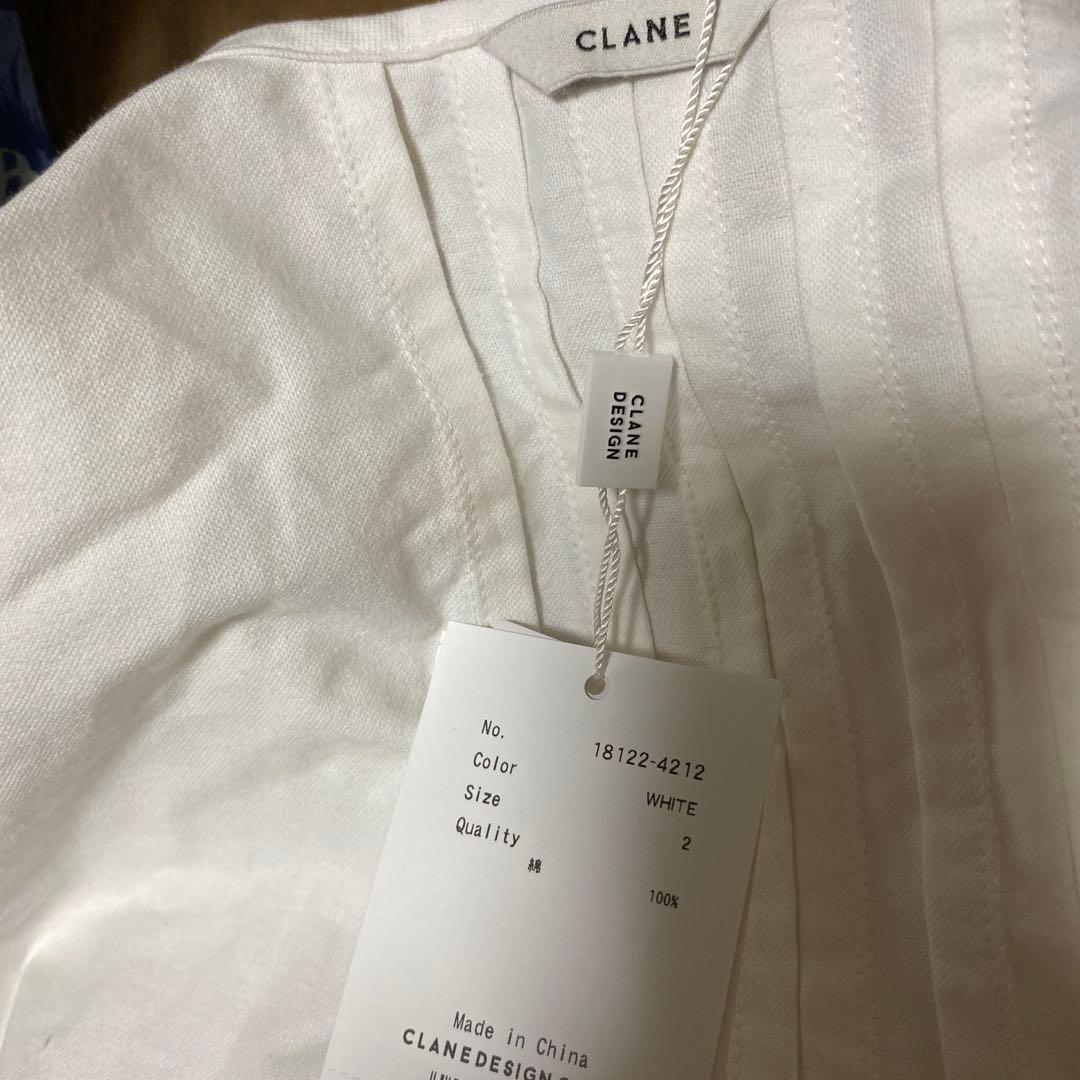 CLANE
CLANE
DESIGN
No. 18122-4212
Color WHITE
Size 2
Quality
綿
100%
Made in China
CLANEDESIGN